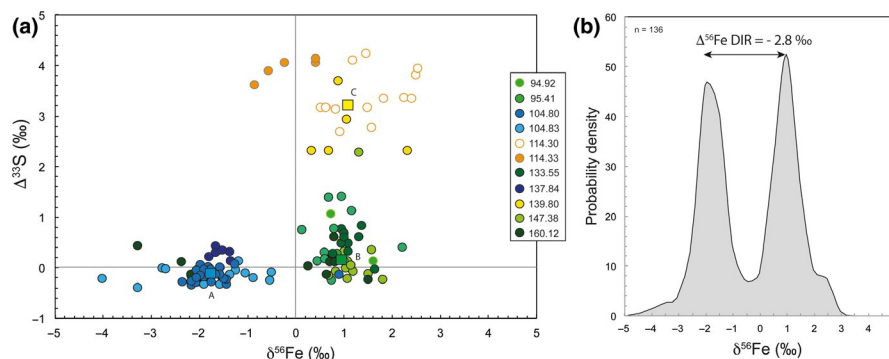 (a)
5
4
3
2
1
0
−1
Δ³³S (‰)
C
B
A
−5 −4 −3 −2 −1 0 1 2 3 4 5
δ⁵⁶Fe (‰)
94.92
95.41
104.80
104.83
114.30
114.33
133.55
137.84
139.80
147.38
160.12
(b)
n = 136
Δ⁵⁶Fe DIR = - 2.8 ‰
60
50
40
30
20
10
0
Probability density
−5 −4 −3 −2 −1 0 1 2 3 4
δ⁵⁶Fe (‰)